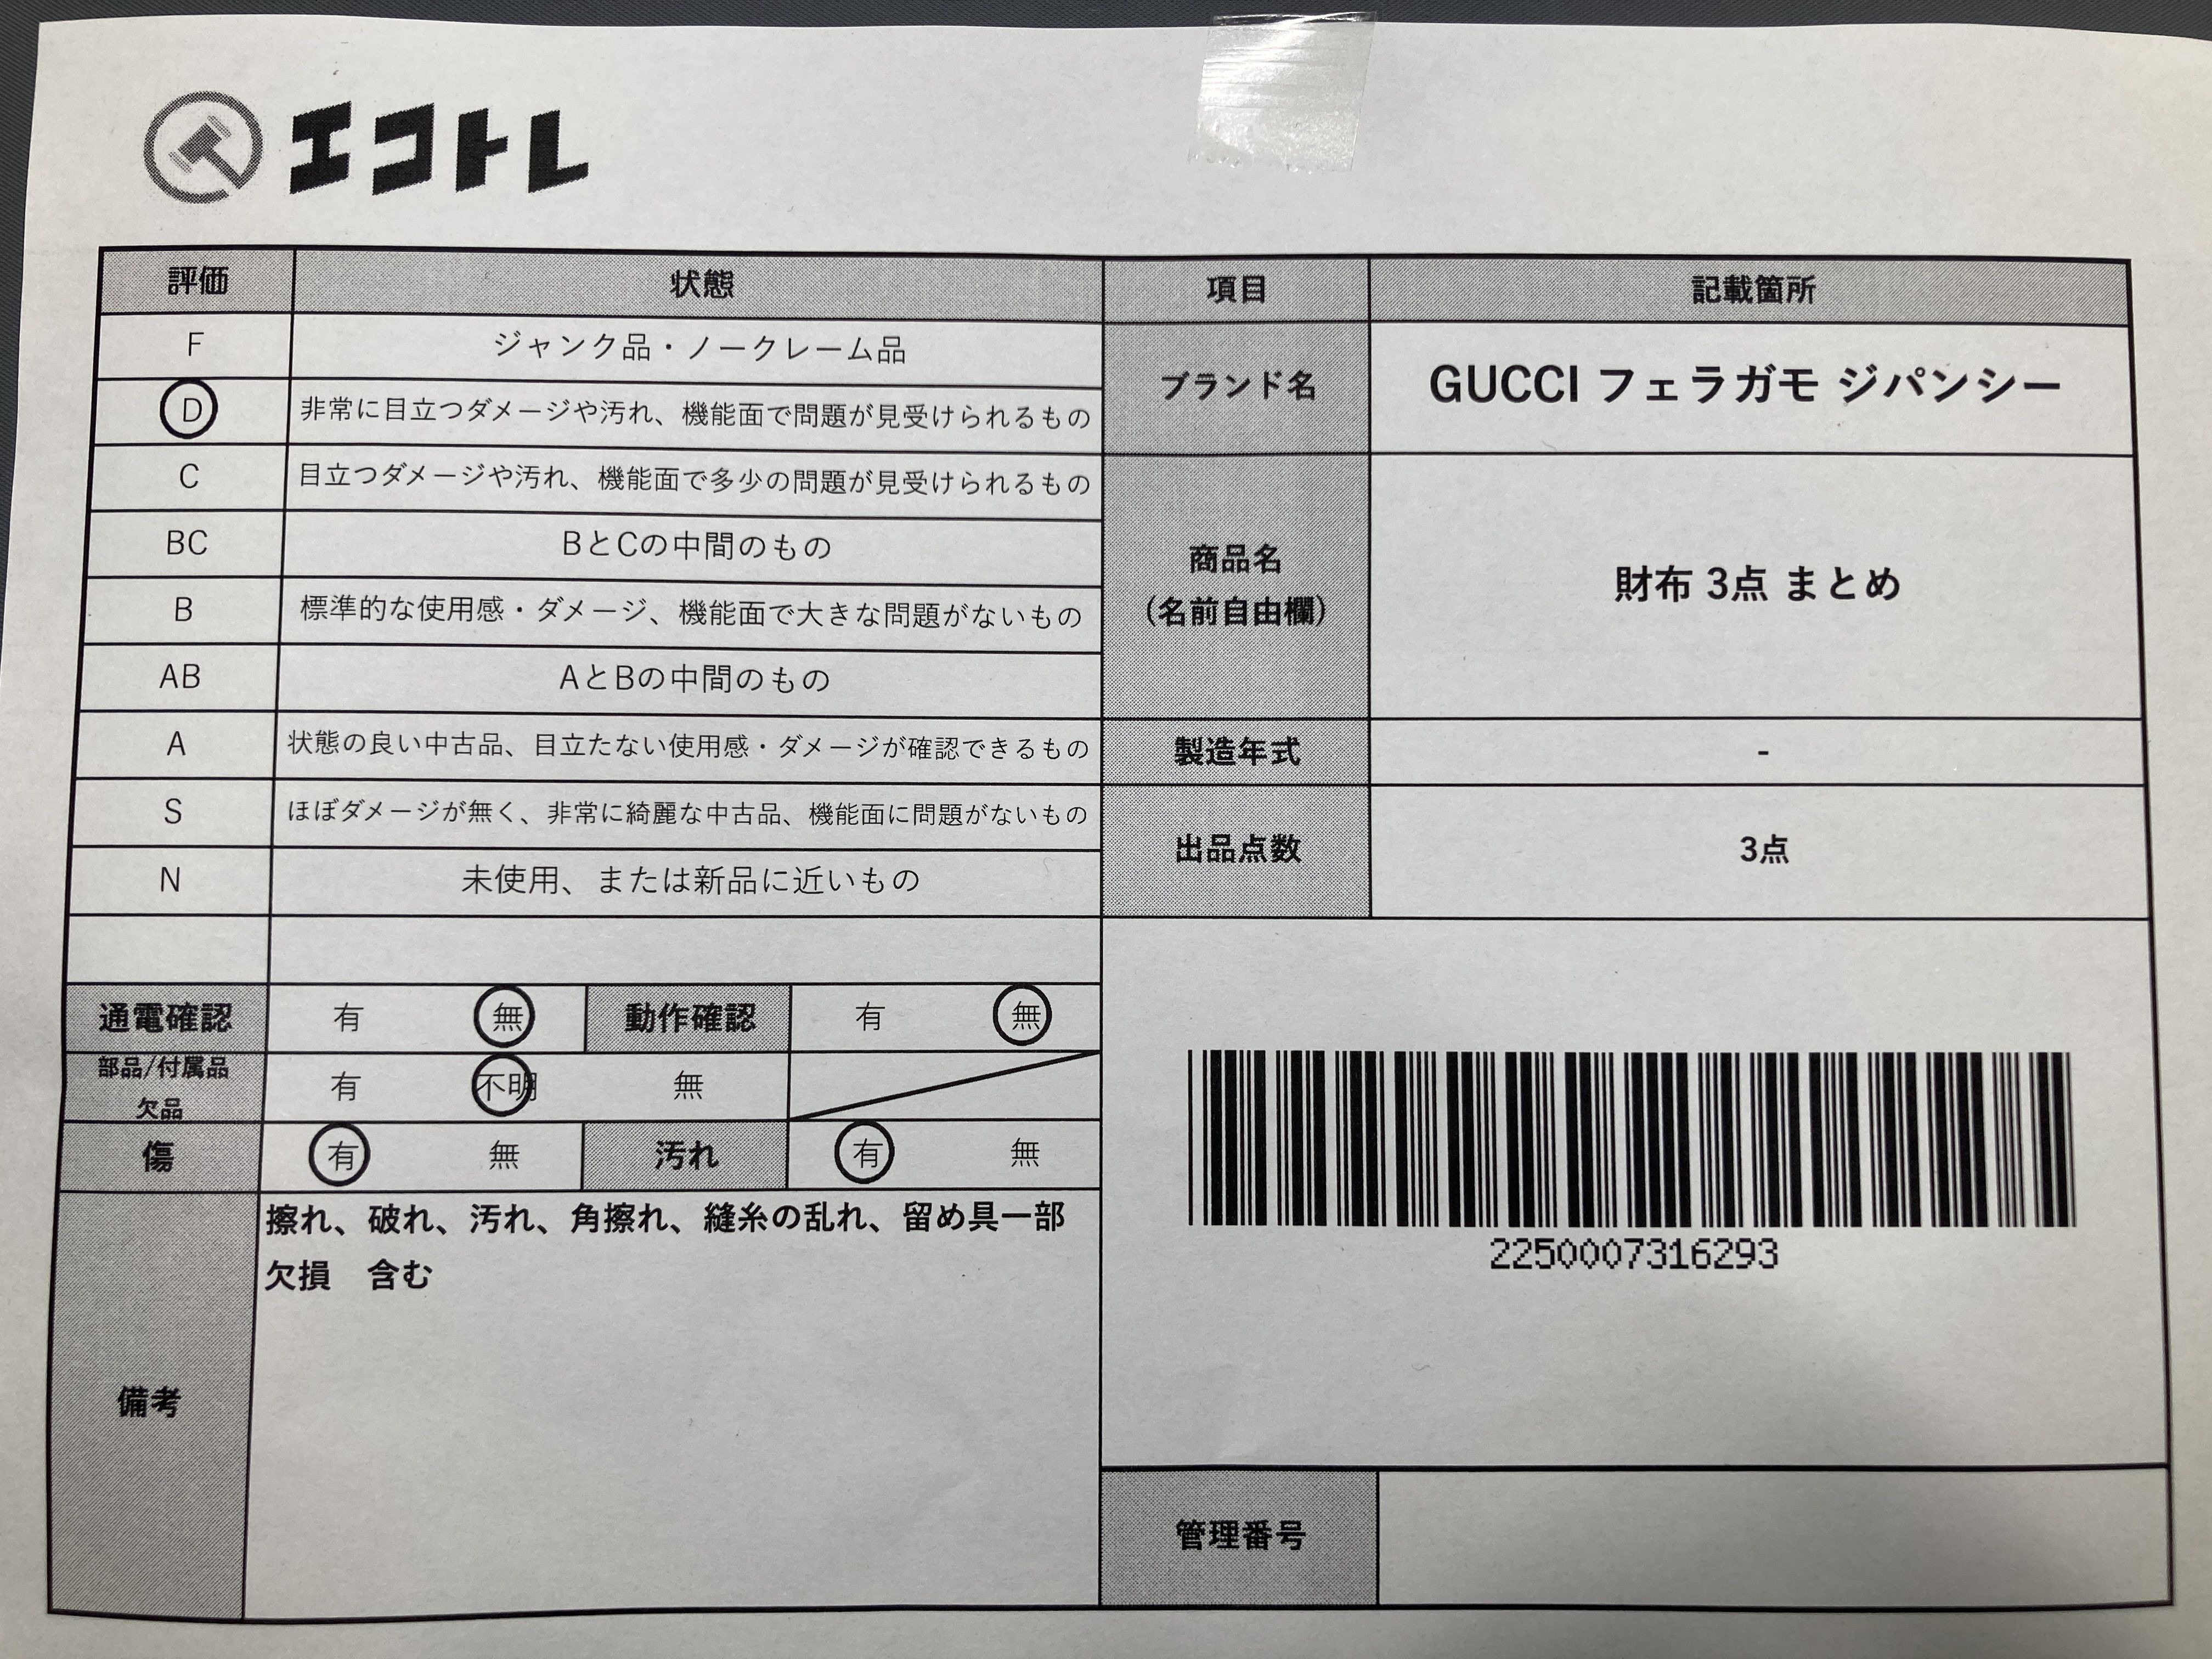 エコトレ
評価 状態 項目 記載箇所
F ジャンク品・ノークレーム品
D 非常に目立つダメージや汚れ、機能面で問題が見受けられるもの
C 目立つダメージや汚れ、機能面で多少の問題が見受けられるもの
BC BとCの中間のもの
B 標準的な使用感・ダメージ、機能面で大きな問題がないもの
AB AとBの中間のもの
A 状態の良い中古品、目立たない使用感・ダメージが確認できるもの
S ほぼダメージが無く、非常に綺麗な中古品、機能面に問題がないもの
N 未使用、または新品に近いもの
ブランド名 GUCCI フェラガモ ジパンシー
商品名
(名前自由欄)
財布 3点 まとめ
製造年式 -
出品点数 3点
通電確認 有 無 動作確認 有 無
部品/付属品
欠品
有 不明 無
傷 有 無 汚れ 有 無
備考
擦れ、破れ、汚れ、角擦れ、縫糸の乱れ、留め具一部
欠損　含む
2250007316293
管理番号